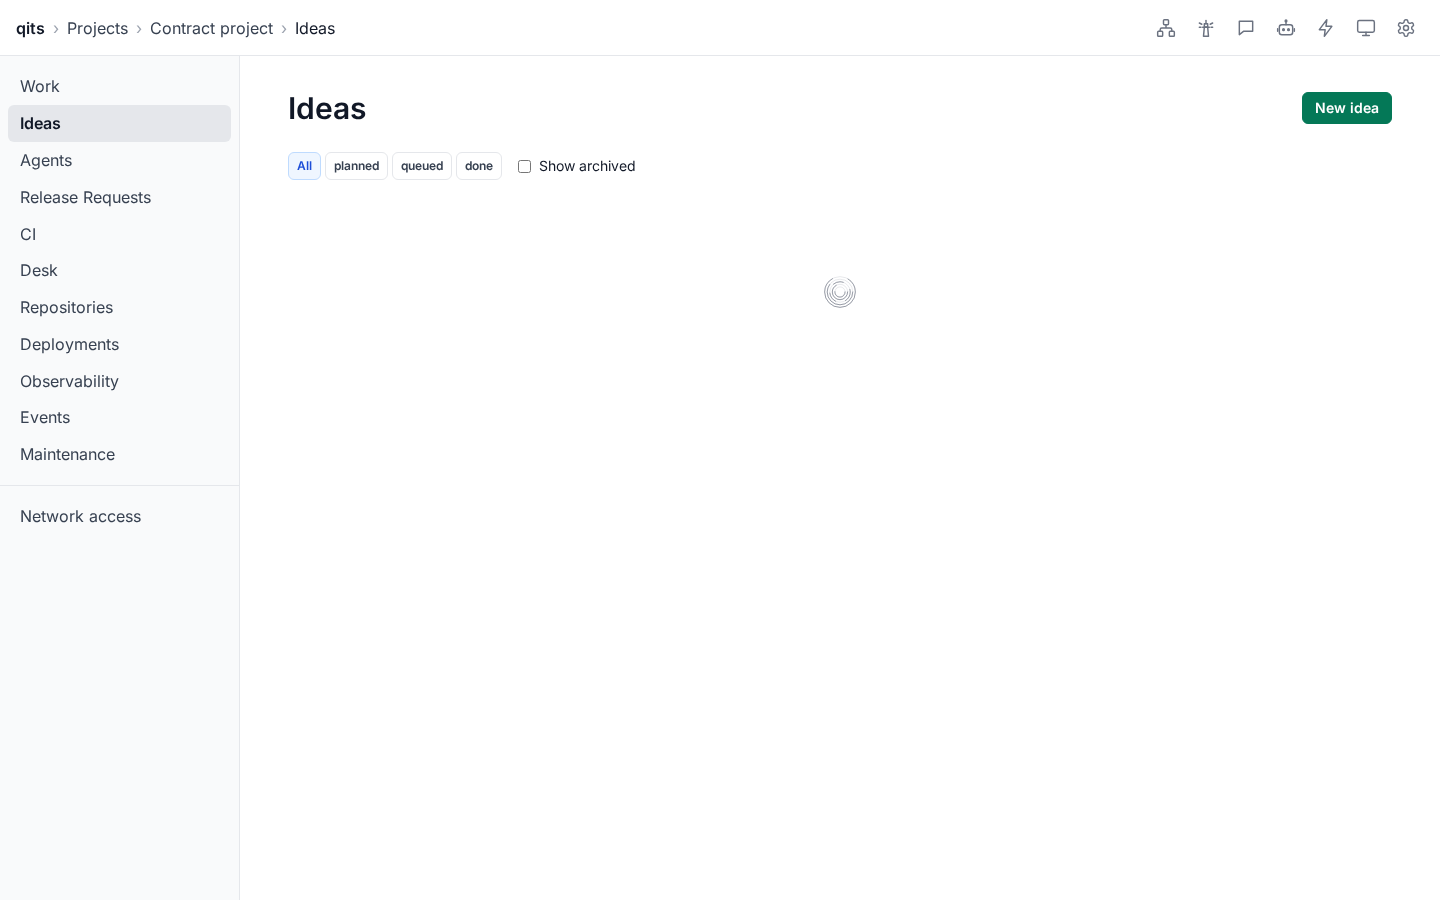 qits › Projects › Contract project › Ideas
Work
Ideas
Agents
Release Requests
CI
Desk
Repositories
Deployments
Observability
Events
Maintenance
Network access
Ideas
New idea
All planned queued done Show archived